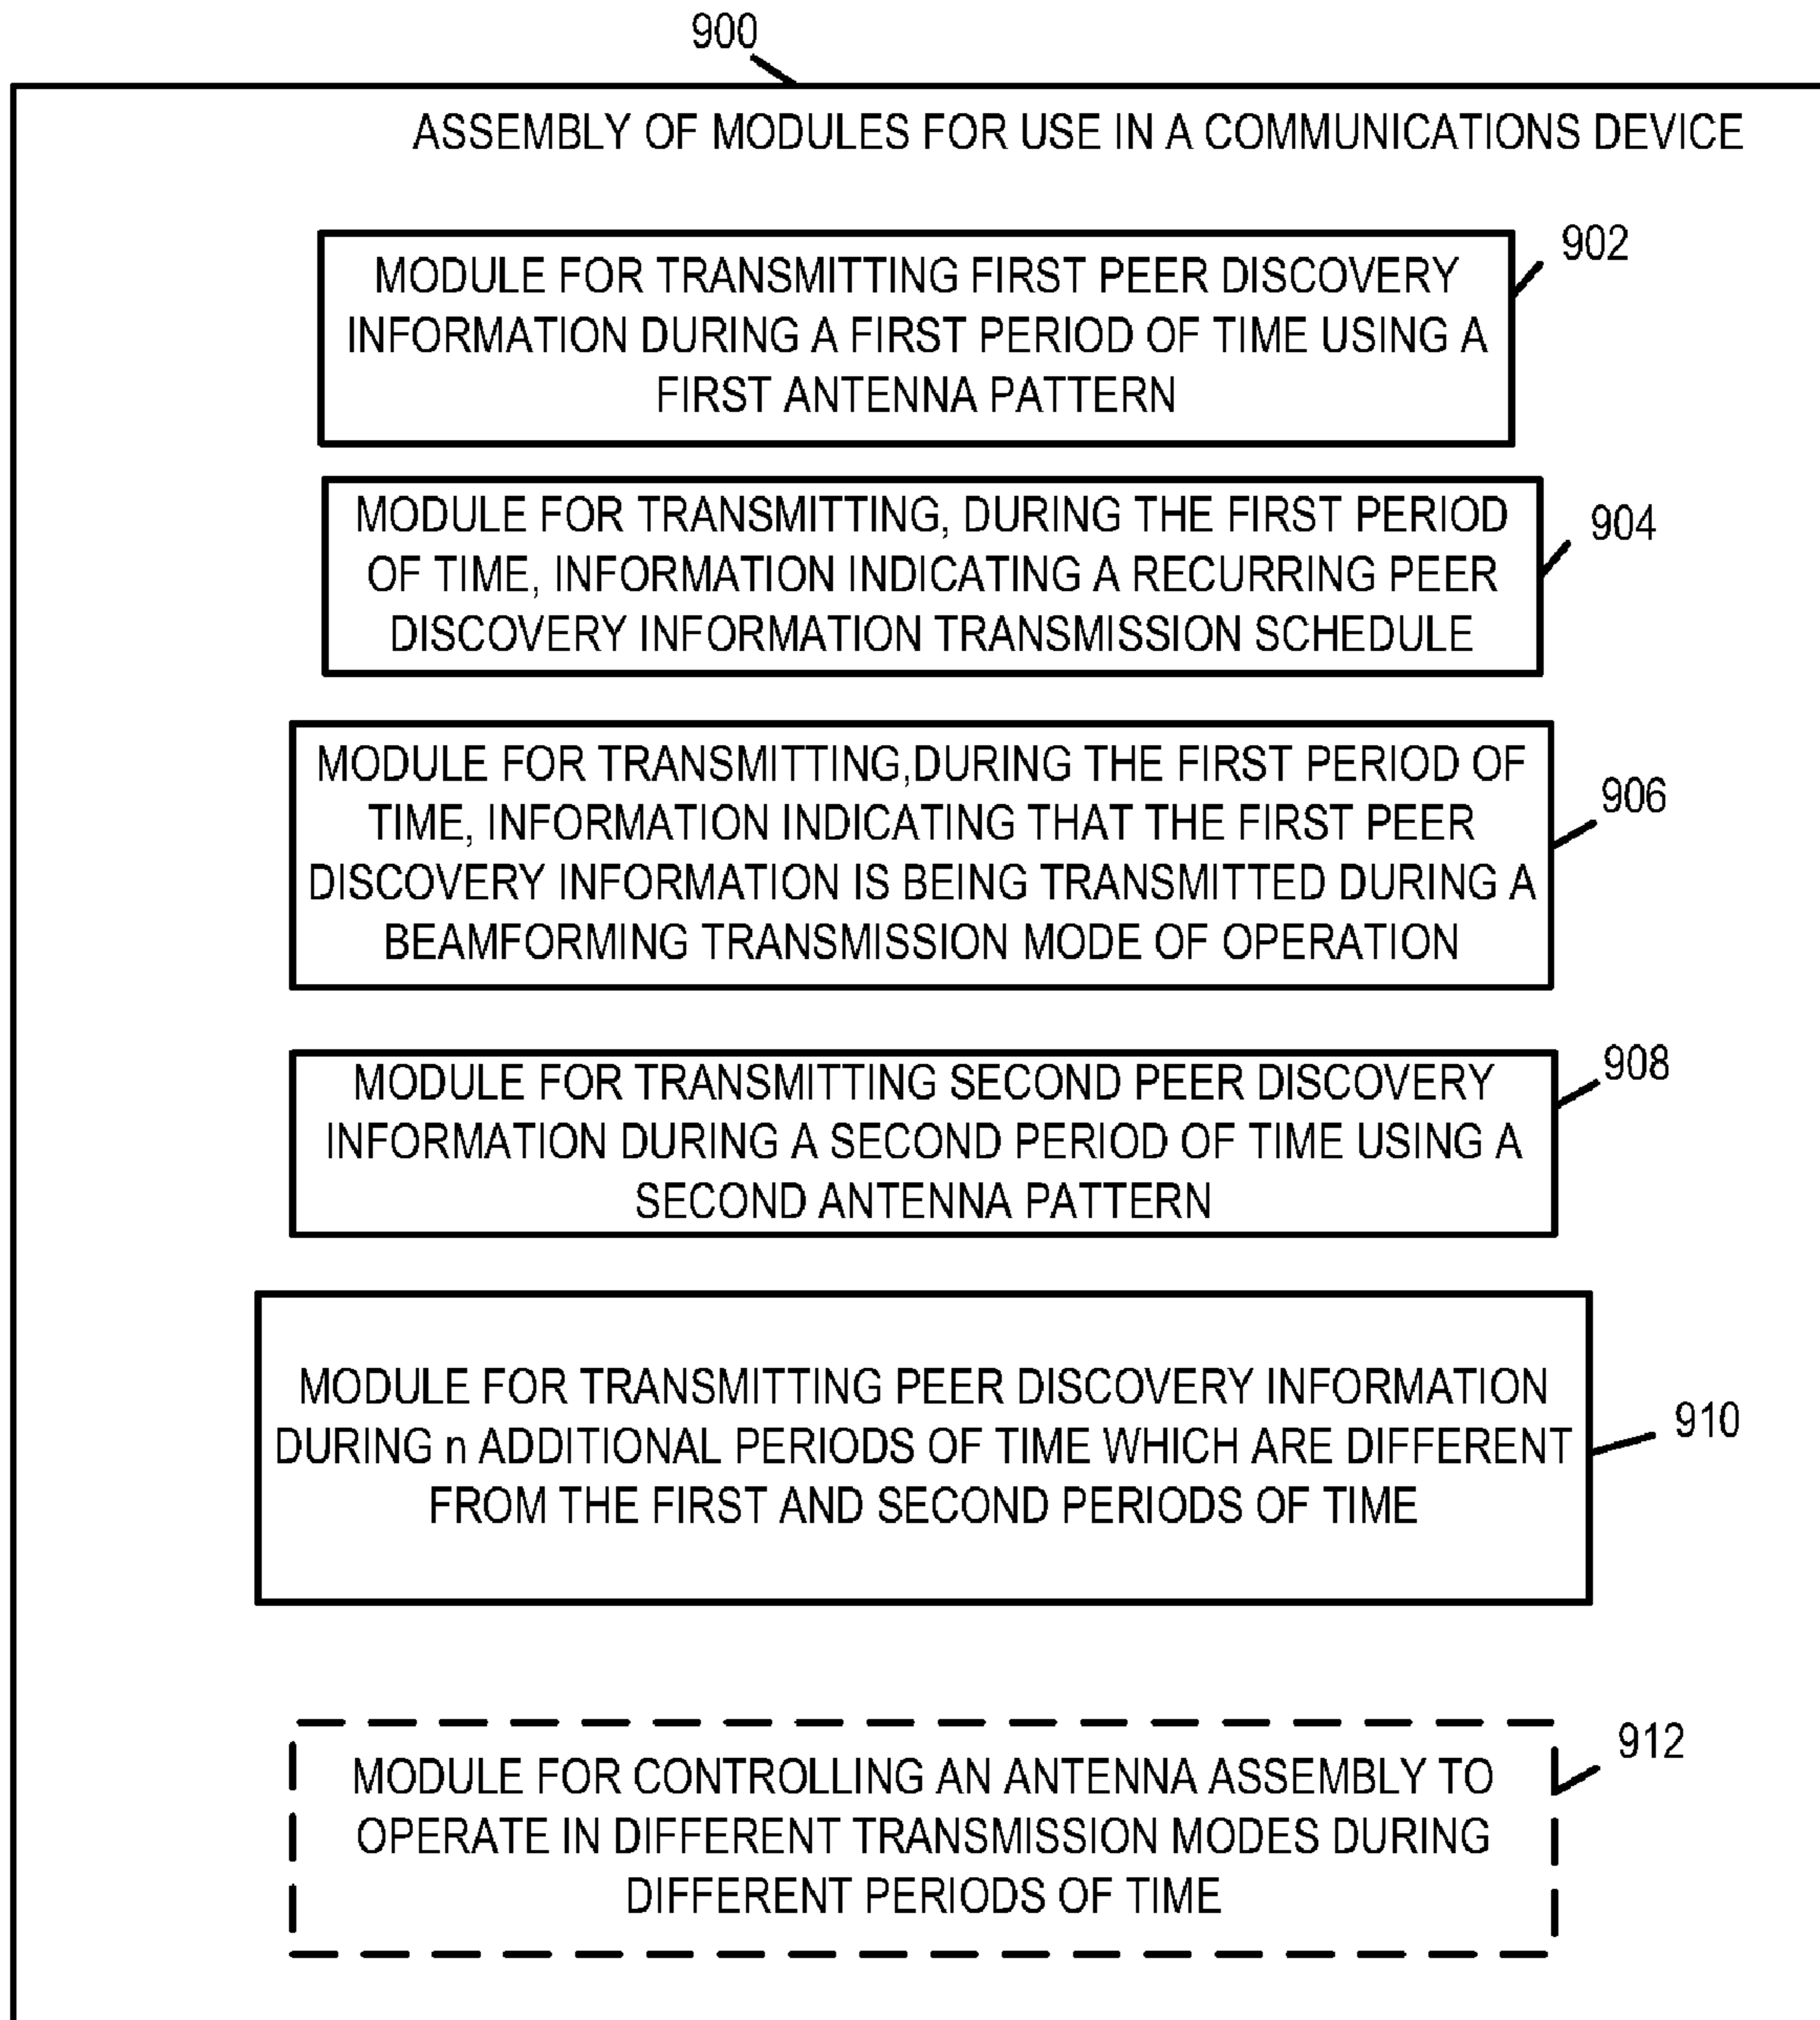 900
ASSEMBLY OF MODULES FOR USE IN A COMMUNICATIONS DEVICE
902
MODULE FOR TRANSMITTING FIRST PEER DISCOVERY
INFORMATION DURING A FIRST PERIOD OF TIME USING A
FIRST ANTENNA PATTERN
904
MODULE FOR TRANSMITTING, DURING THE FIRST PERIOD
OF TIME, INFORMATION INDICATING A RECURRING PEER
DISCOVERY INFORMATION TRANSMISSION SCHEDULE
906
MODULE FOR TRANSMITTING,DURING THE FIRST PERIOD OF
TIME, INFORMATION INDICATING THAT THE FIRST PEER
DISCOVERY INFORMATION IS BEING TRANSMITTED DURING A
BEAMFORMING TRANSMISSION MODE OF OPERATION
908
MODULE FOR TRANSMITTING SECOND PEER DISCOVERY
INFORMATION DURING A SECOND PERIOD OF TIME USING A
SECOND ANTENNA PATTERN
910
MODULE FOR TRANSMITTING PEER DISCOVERY INFORMATION
DURING n ADDITIONAL PERIODS OF TIME WHICH ARE DIFFERENT
FROM THE FIRST AND SECOND PERIODS OF TIME
912
MODULE FOR CONTROLLING AN ANTENNA ASSEMBLY TO
OPERATE IN DIFFERENT TRANSMISSION MODES DURING
DIFFERENT PERIODS OF TIME